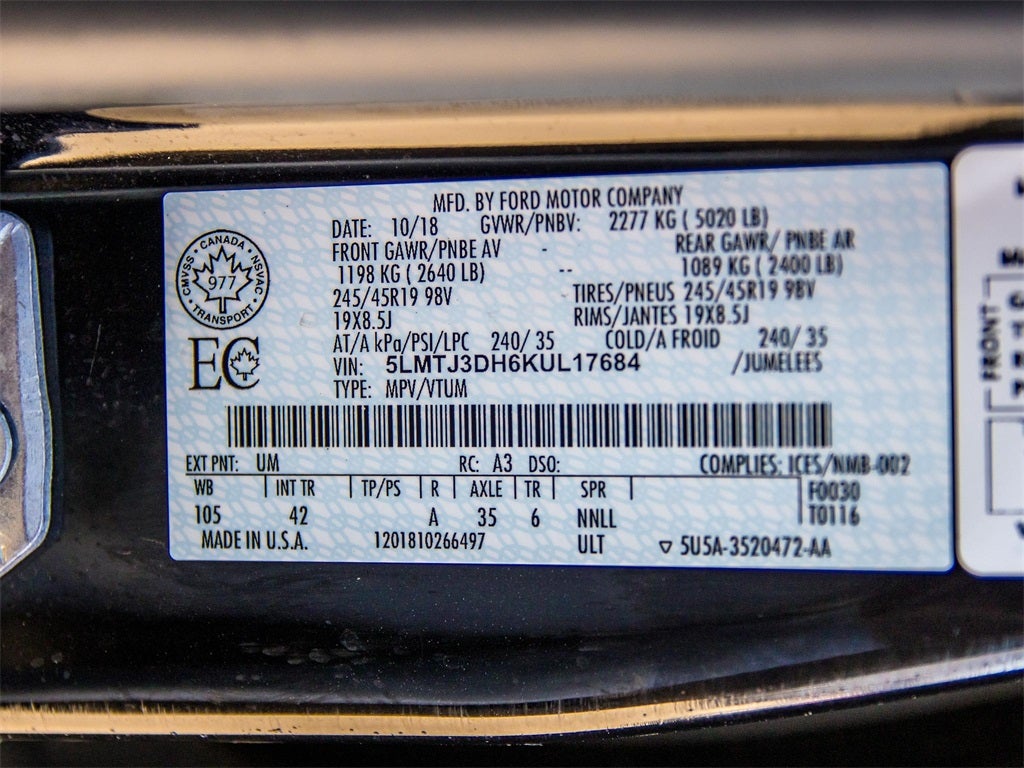 MFD. BY FORD MOTOR COMPANY
DATE: 10/18 GVWR/PNBV: 2277 KG ( 5020 LB)
FRONT GAWR/PNBE AV - REAR GAWR/ PNBE AR
1198 KG ( 2640 LB) -- 1089 KG ( 2400 LB)
245/45R19 98V TIRES/PNEUS 245/45R19 98V
19X8.5J RIMS/JANTES 19X8.5J
AT/A kPa/PSI/LPC 240/ 35 COLD/A FROID 240/ 35
VIN: 5LMTJ3DH6KUL17684 /JUMELEES
TYPE: MPV/VTUM
CANADA
CMVSS · NSVAC
977
TRANSPORT
EC
EXT PNT: UM RC: A3 DSO: COMPLIES: ICES/NMB-002
WB INT TR TP/PS R AXLE TR SPR F0030
105 42 A 35 6 NNLL T0116
MADE IN U.S.A. 1201810266497 ULT ▽ 5U5A-3520472-AA
FRONT